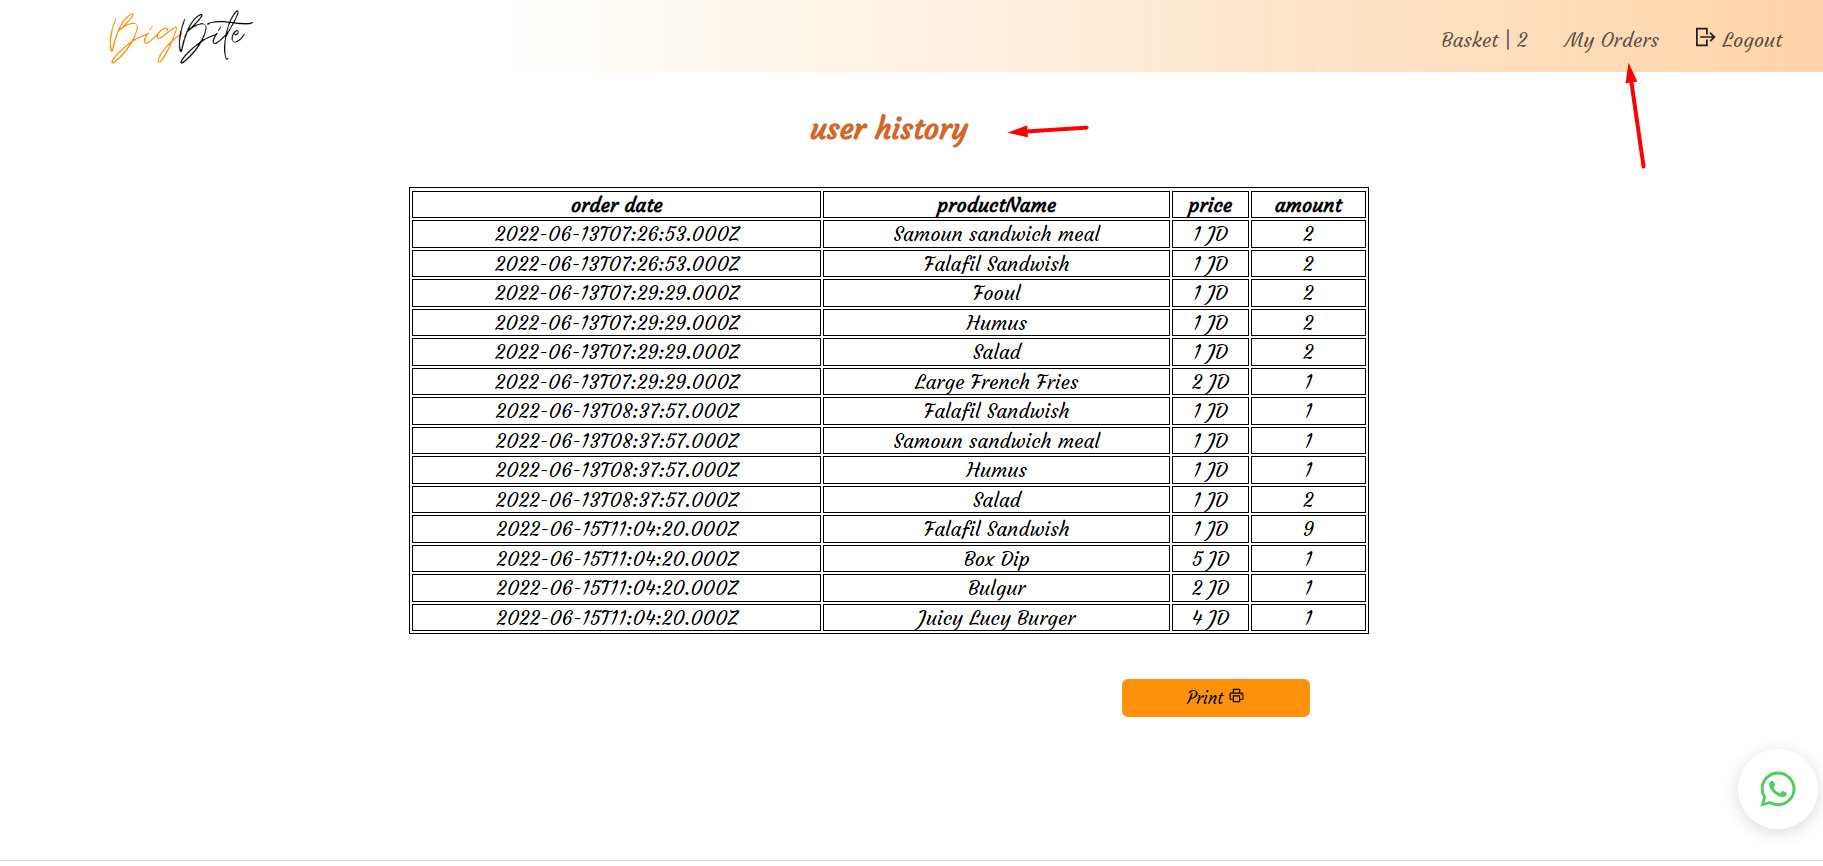 BigBite Basket | 2 My Orders Logout
user history
order date productName price amount
2022-06-13T07:26:53.000Z Samoun sandwich meal 1 JD 2
2022-06-13T07:26:53.000Z Falafil Sandwish 1 JD 2
2022-06-13T07:29:29.000Z Fooul 1 JD 2
2022-06-13T07:29:29.000Z Humus 1 JD 2
2022-06-13T07:29:29.000Z Salad 1 JD 2
2022-06-13T07:29:29.000Z Large French Fries 2 JD 1
2022-06-13T08:37:57.000Z Falafil Sandwish 1 JD 1
2022-06-13T08:37:57.000Z Samoun sandwich meal 1 JD 1
2022-06-13T08:37:57.000Z Humus 1 JD 1
2022-06-13T08:37:57.000Z Salad 1 JD 2
2022-06-15T11:04:20.000Z Falafil Sandwish 1 JD 9
2022-06-15T11:04:20.000Z Box Dip 5 JD 1
2022-06-15T11:04:20.000Z Bulgur 2 JD 1
2022-06-15T11:04:20.000Z Juicy Lucy Burger 4 JD 1
Print